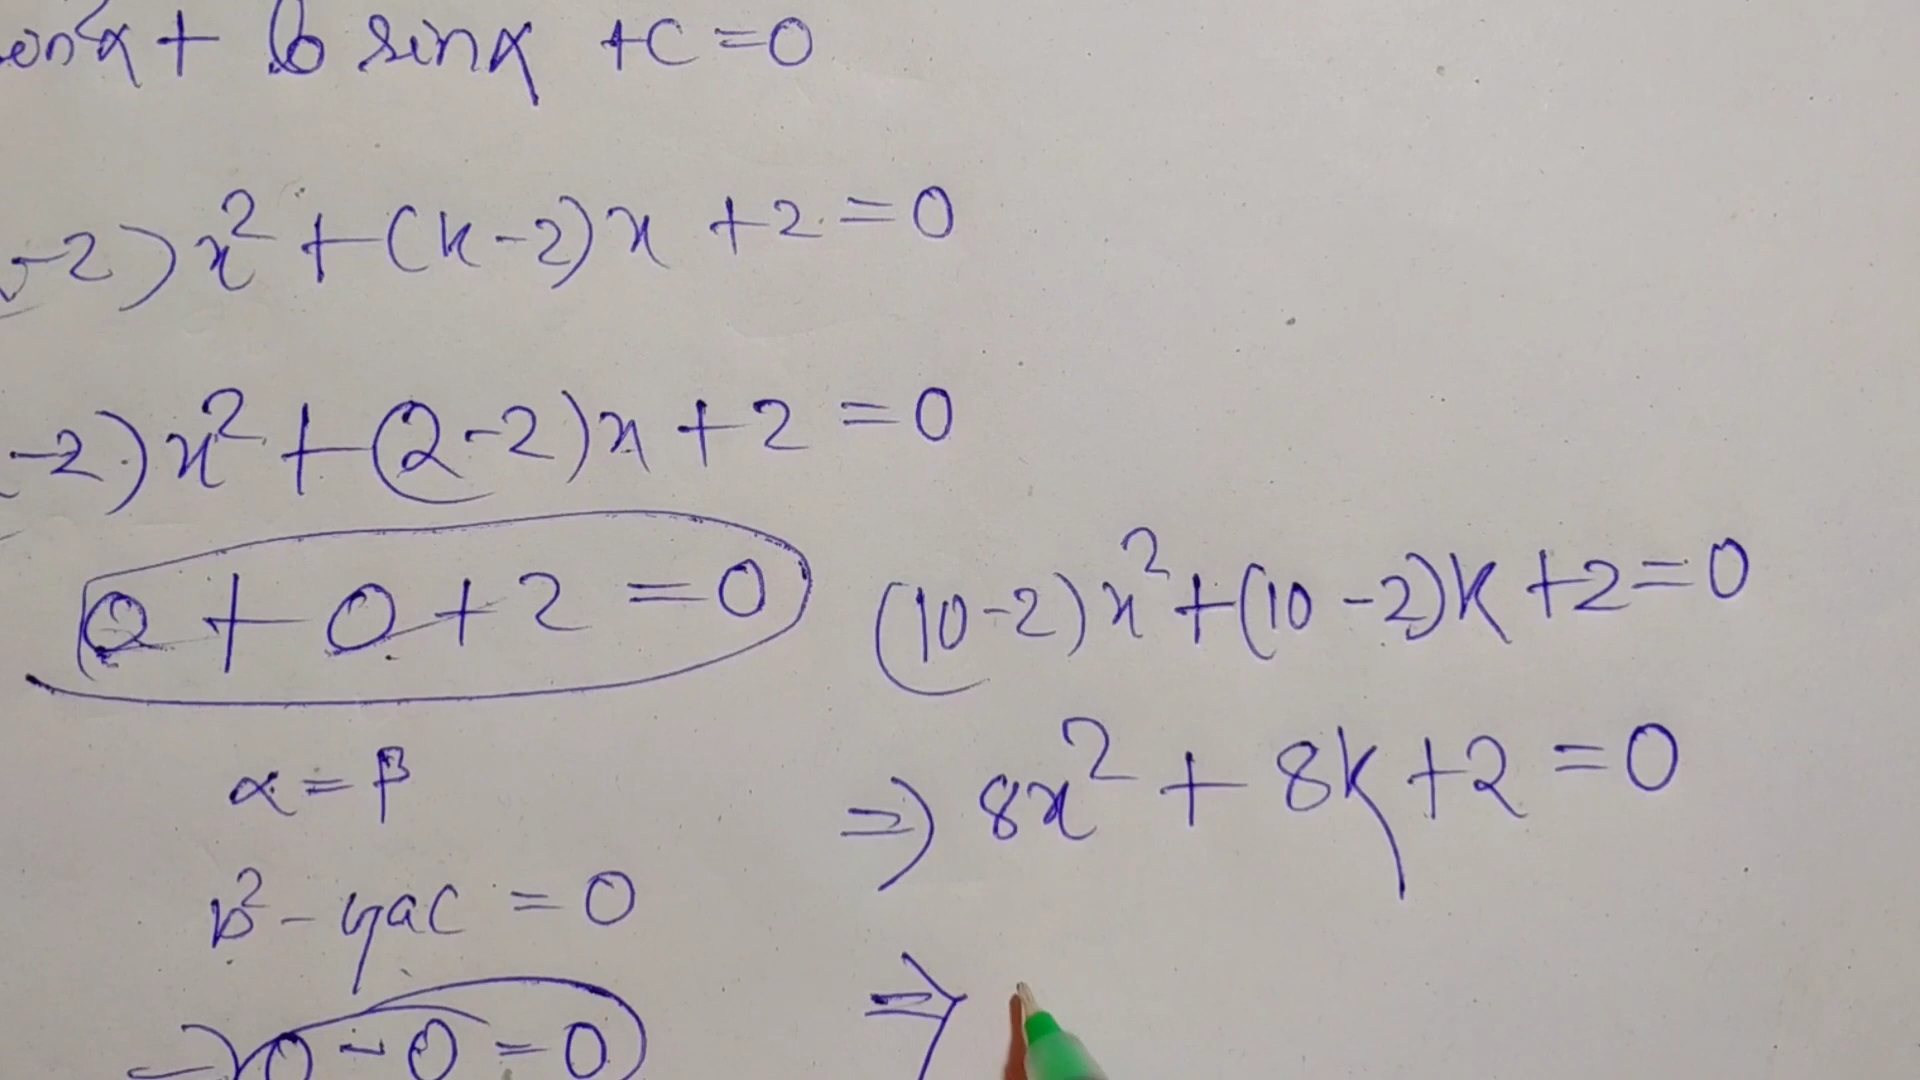 sin²α + b sinα + c = 0
-2)x² + (k-2)x + 2 = 0
-2)x² + (2-2)x + 2 = 0
0 + 0 + 2 = 0
α = β
b² - 4ac = 0
⇒ 0 - 0 = 0
(10-2)x² + (10-2)k + 2 = 0
⇒ 8x² + 8k + 2 = 0
⇒